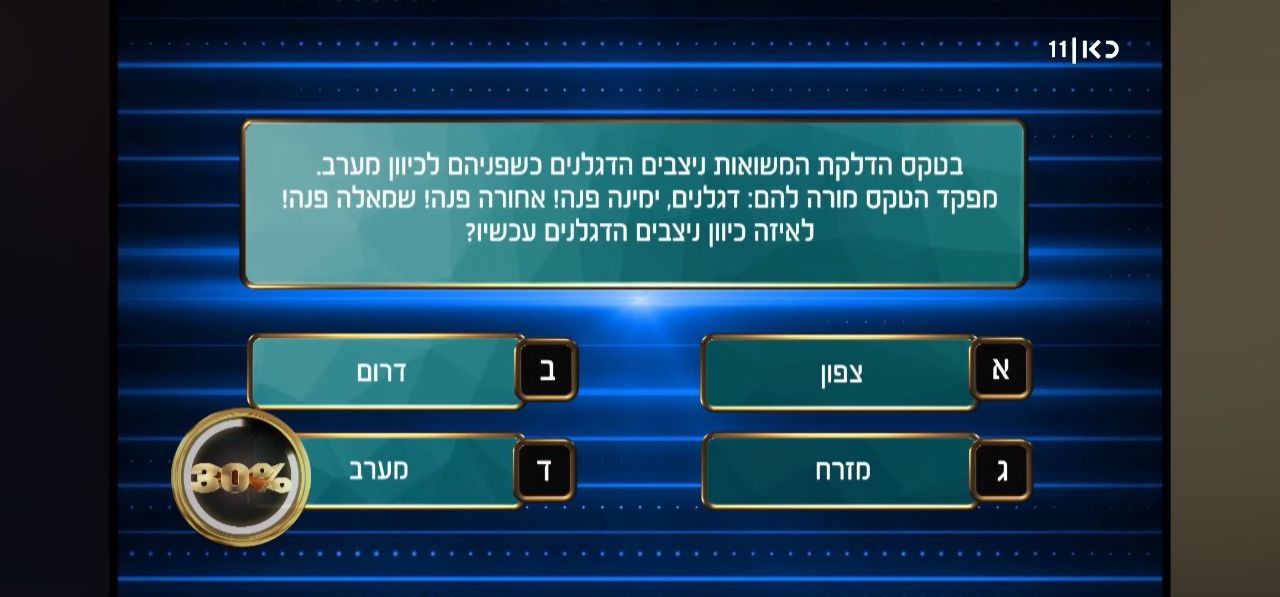 כאן|11
בטקס הדלקת המשואות ניצבים הדגלנים כשפניהם לכיוון מערב.
מפקד הטקס מורה להם: דגלנים, ימינה פנה! אחורה פנה! שמאלה פנה!
לאיזה כיוון ניצבים הדגלנים עכשיו?
א צפון
ב דרום
ג מזרח
ד מערב
30%